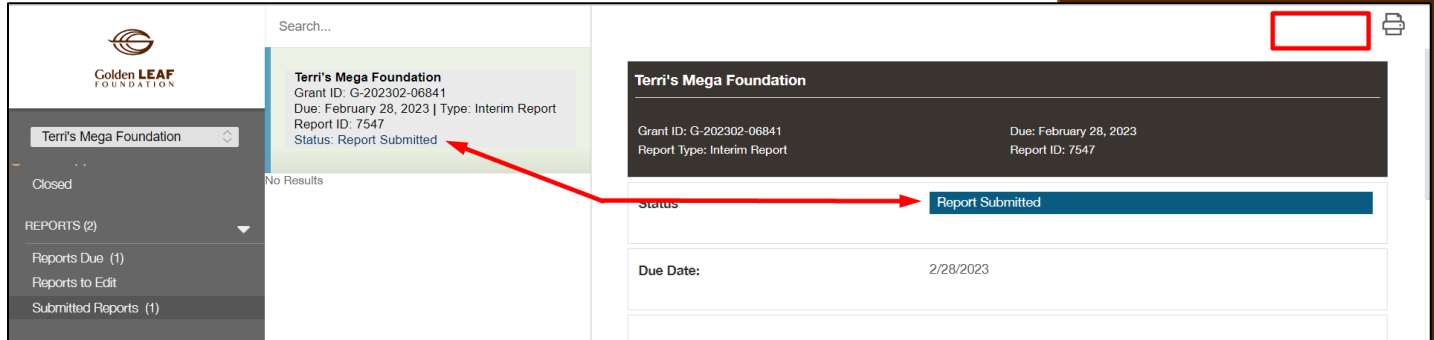 Golden LEAF
FOUNDATION
Terri's Mega Foundation
Closed
REPORTS (2)
Reports Due (1)
Reports to Edit
Submitted Reports (1)
Search...
Terri's Mega Foundation
Grant ID: G-202302-06841
Due: February 28, 2023 | Type: Interim Report
Report ID: 7547
Status: Report Submitted
No Results
Terri's Mega Foundation
Grant ID: G-202302-06841
Due: February 28, 2023
Report Type: Interim Report
Report ID: 7547
Status
Report Submitted
Due Date:
2/28/2023